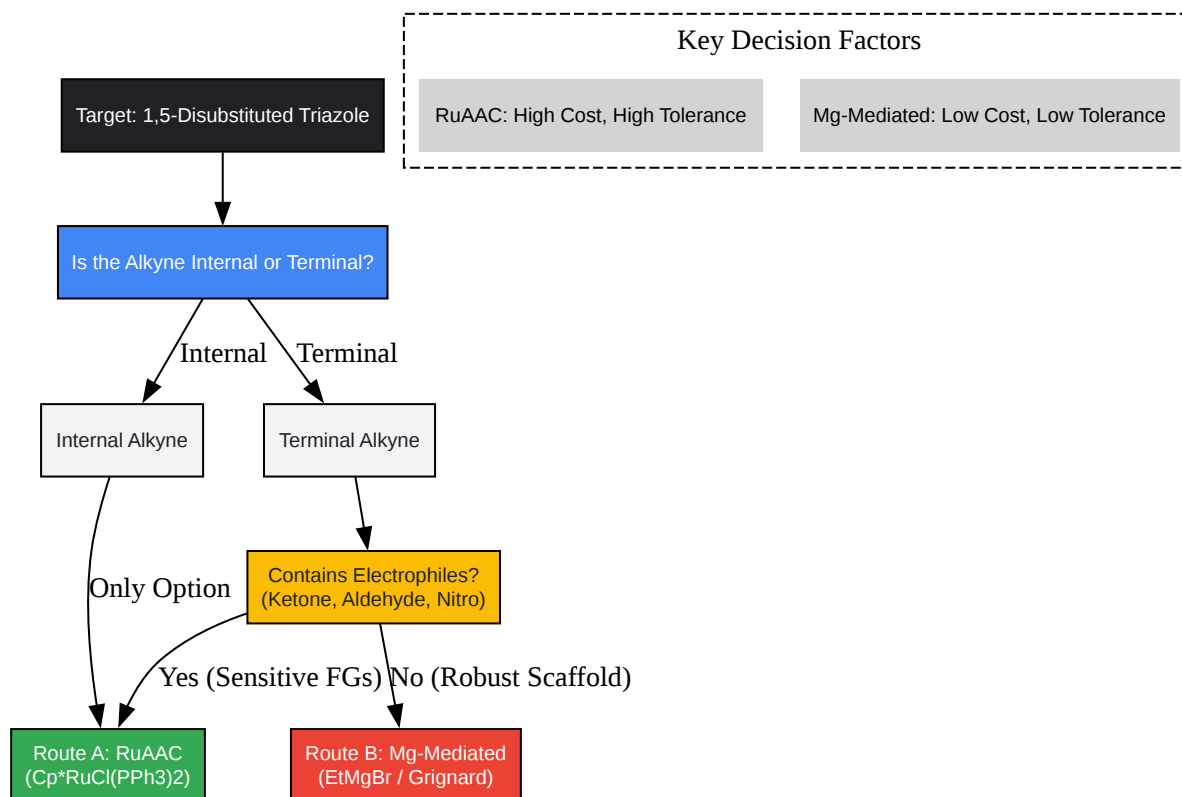 Key Decision Factors
Target: 1,5-Disubstituted Triazole
RuAAC: High Cost, High Tolerance
Mg-Mediated: Low Cost, Low Tolerance
Is the Alkyne Internal or Terminal?
Internal
Terminal
Internal Alkyne
Terminal Alkyne
Contains Electrophiles?
(Ketone, Aldehyde, Nitro)
Only Option
Yes (Sensitive FGs)
No (Robust Scaffold)
Route A: RuAAC
(Cp*RuCl(PPh3)2)
Route B: Mg-Mediated
(EtMgBr / Grignard)